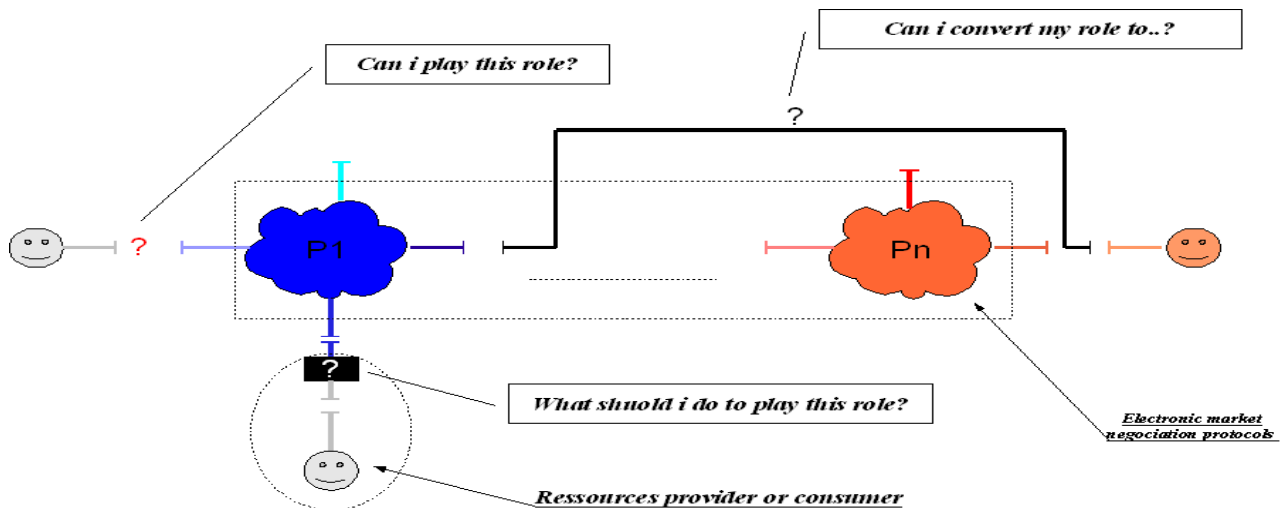 Can i convert my role to..?
Can i play this role?
?
?
P1
Pn
?
What shuold i do to play this role?
Electronic market
negociation protocols
Ressources provider or consumer